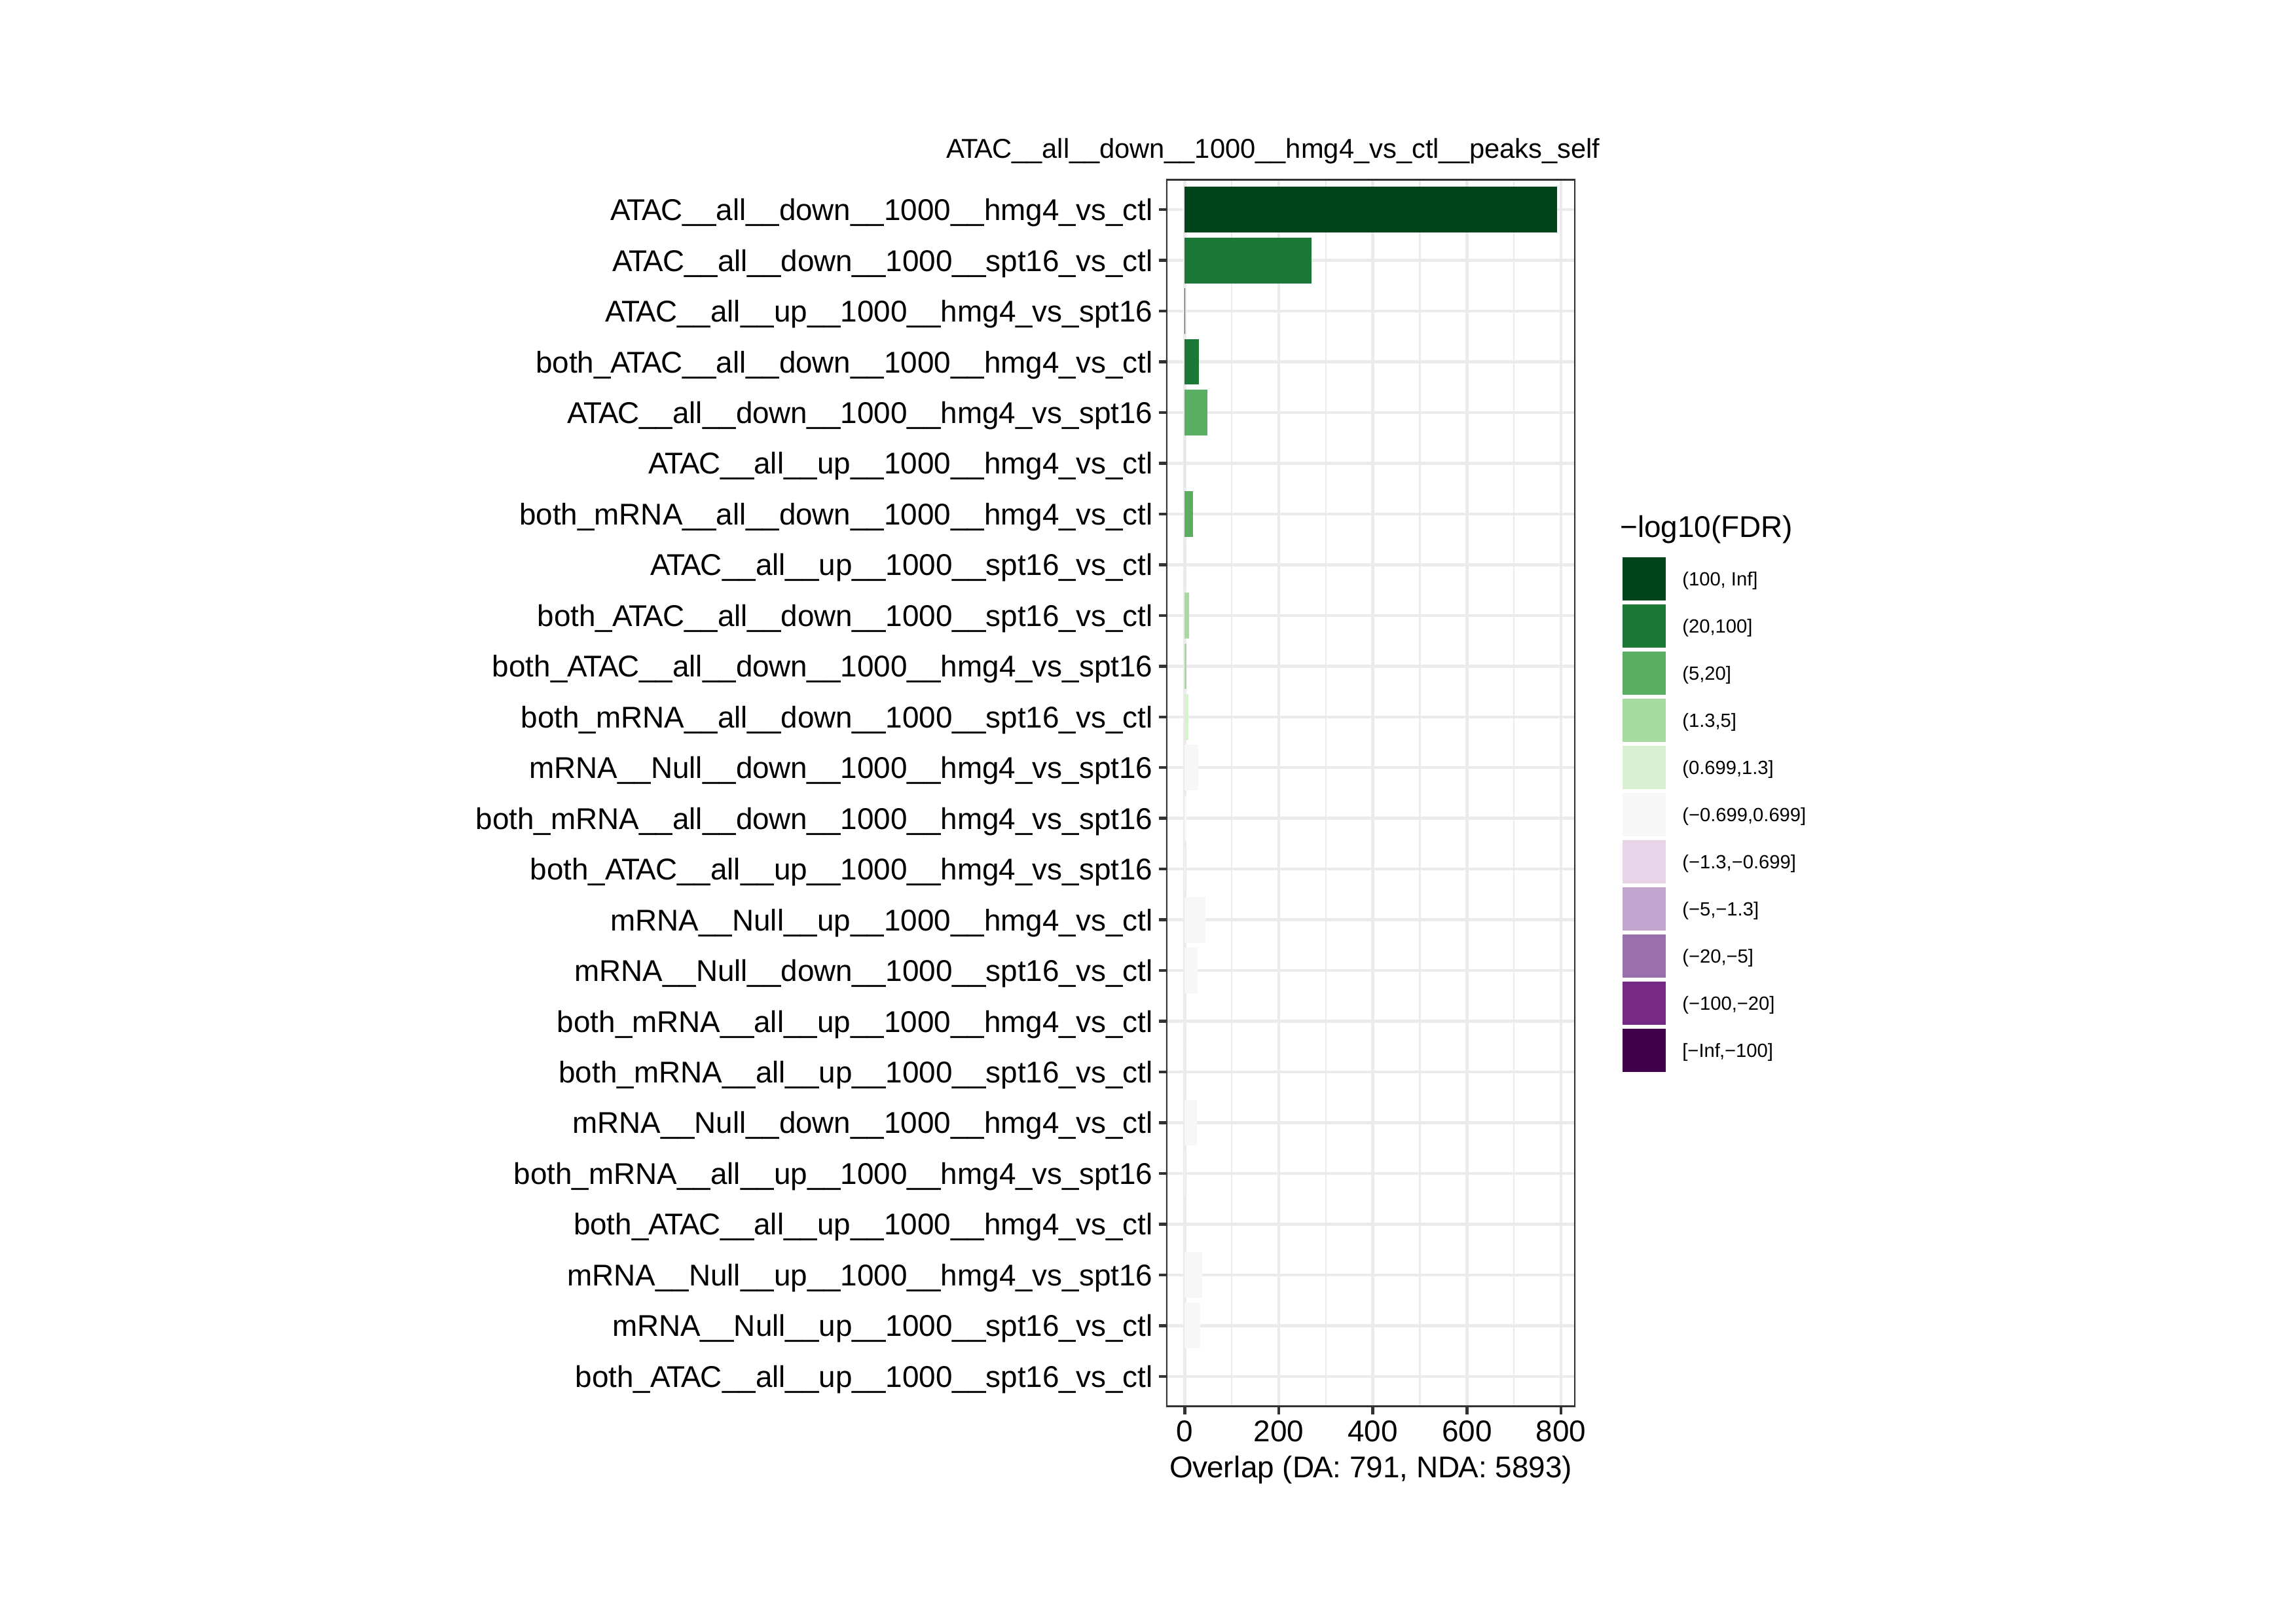 ATAC__all__down__1000__hmg4_vs_ctl__peaks_self
ATAC__all__down__1000__hmg4_vs_ctl
ATAC__all__down__1000__spt16_vs_ctl
ATAC__all__up__1000__hmg4_vs_spt16
both_ATAC__all__down__1000__hmg4_vs_ctl
ATAC__all__down__1000__hmg4_vs_spt16
ATAC__all__up__1000__hmg4_vs_ctl
both_mRNA__all__down__1000__hmg4_vs_ctl
ATAC__all__up__1000__spt16_vs_ctl
both_ATAC__all__down__1000__spt16_vs_ctl
both_ATAC__all__down__1000__hmg4_vs_spt16
both_mRNA__all__down__1000__spt16_vs_ctl
mRNA__Null__down__1000__hmg4_vs_spt16
both_mRNA__all__down__1000__hmg4_vs_spt16
both_ATAC__all__up__1000__hmg4_vs_spt16
mRNA__Null__up__1000__hmg4_vs_ctl
mRNA__Null__down__1000__spt16_vs_ctl
both_mRNA__all__up__1000__hmg4_vs_ctl
both_mRNA__all__up__1000__spt16_vs_ctl
mRNA__Null__down__1000__hmg4_vs_ctl
both_mRNA__all__up__1000__hmg4_vs_spt16
both_ATAC__all__up__1000__hmg4_vs_ctl
mRNA__Null__up__1000__hmg4_vs_spt16
mRNA__Null__up__1000__spt16_vs_ctl
both_ATAC__all__up__1000__spt16_vs_ctl
0 200 400 600 800
Overlap (DA: 791, NDA: 5893)
−log10(FDR)
(100, Inf]
(20,100]
(5,20]
(1.3,5]
(0.699,1.3]
(−0.699,0.699]
(−1.3,−0.699]
(−5,−1.3]
(−20,−5]
(−100,−20]
[−Inf,−100]